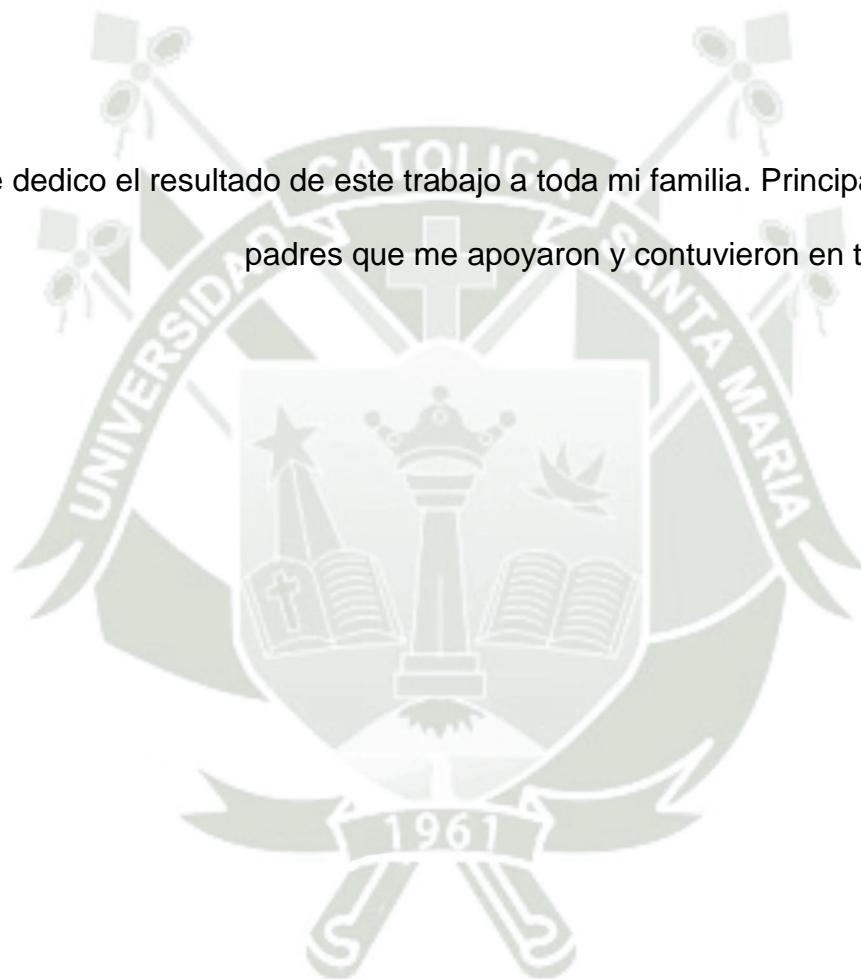 e dedico el resultado de este trabajo a toda mi familia. Principa
padres que me apoyaron y contuvieron en t
UNIVERSIDAD CATOLICA SANTA MARIA
1961